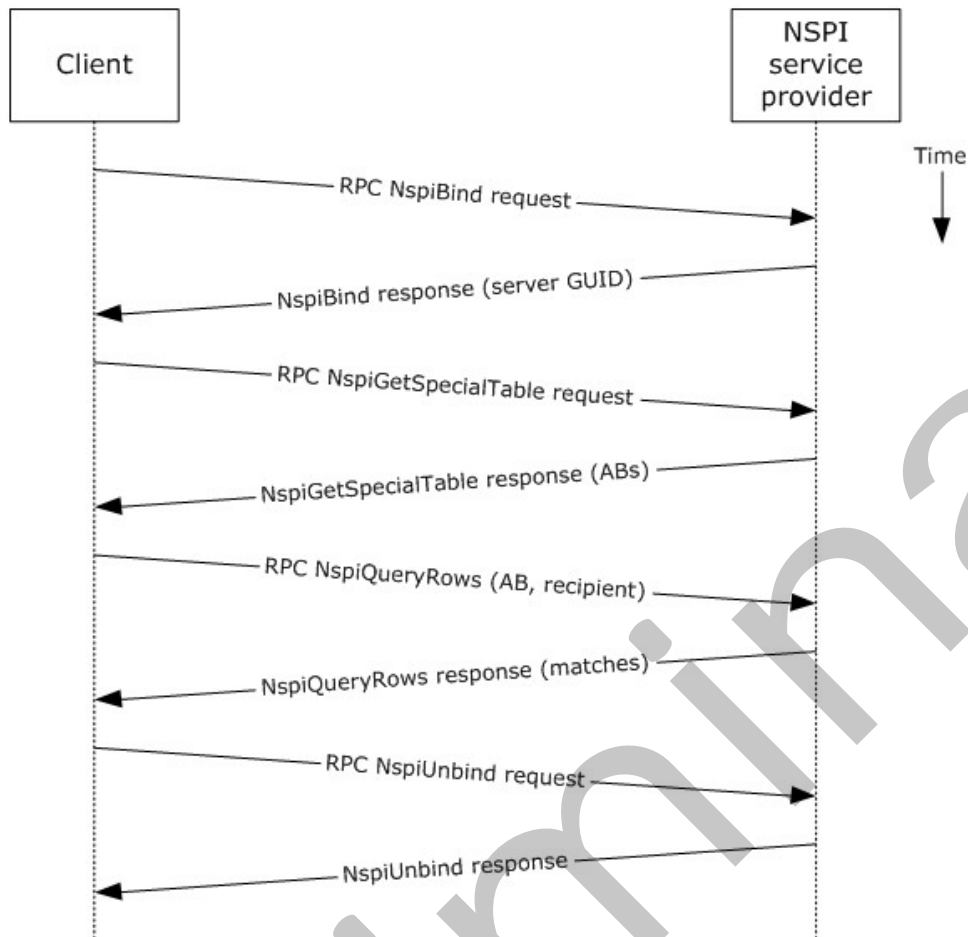 Client
NSPI
service
provider
Time
RPC NspiBind request
NspiBind response (server GUID)
RPC NspiGetSpecialTable request
NspiGetSpecialTable response (ABs)
RPC NspiQueryRows (AB, recipient)
NspiQueryRows response (matches)
RPC NspiUnbind request
NspiUnbind response